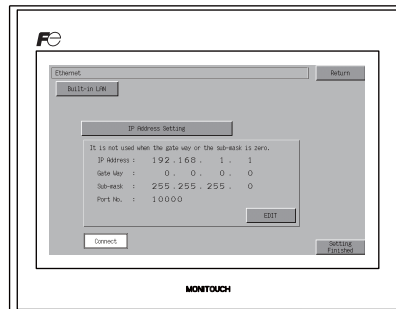 Fe
Ethernet
Return
Built-in LAN
IP Address Setting
It is not used when the gate way or the sub-mask is zero.
IP Address : 192.168. 1. 1
Gate Way : 0. 0. 0. 0
Sub-mask : 255.255.255. 0
Port No. : 10000
EDIT
Connect
Setting
Finished
MONITOUCH